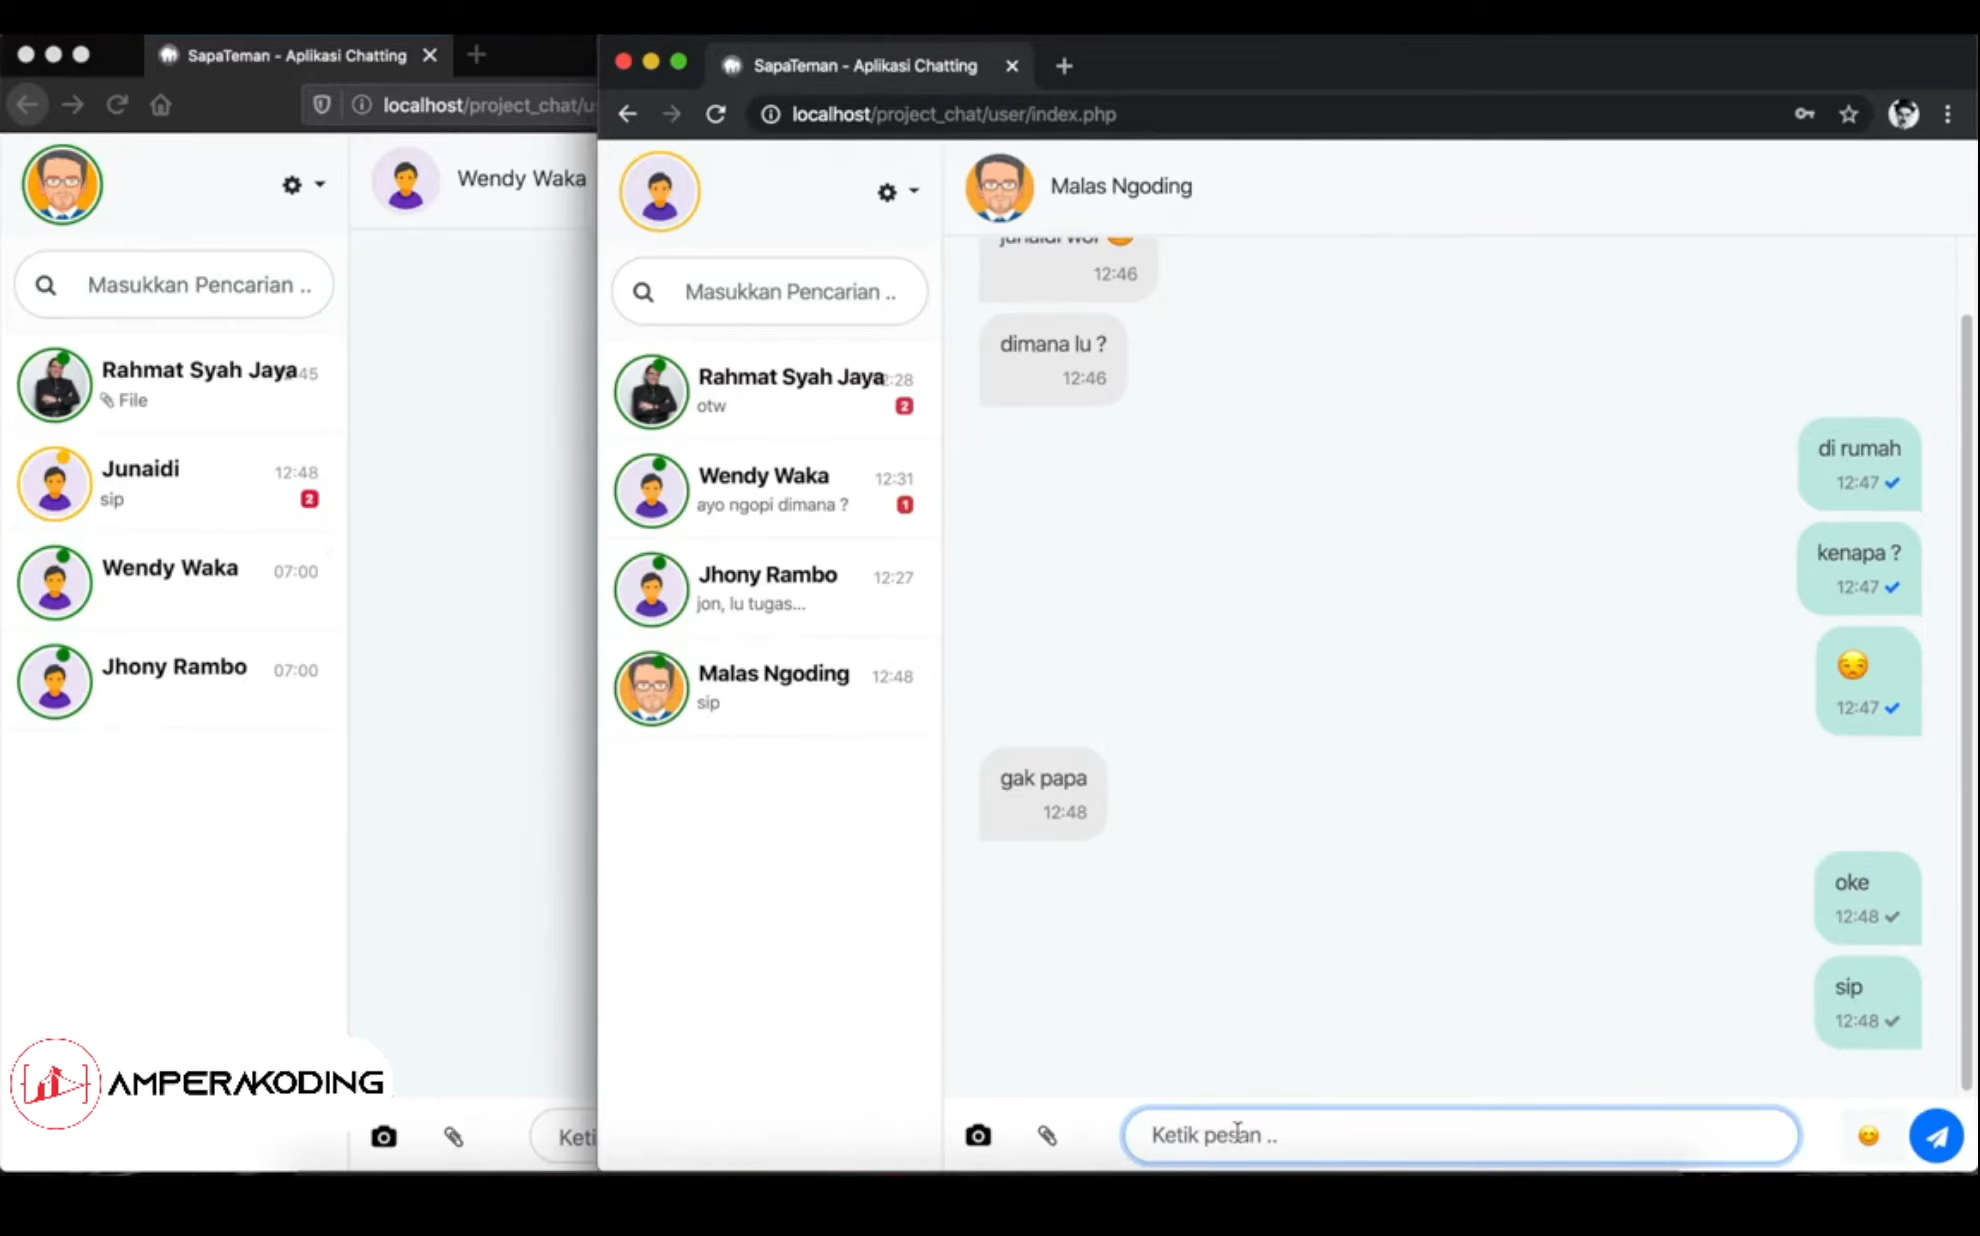 SapaTeman - Aplikasi Chatting
localhost/project_chat/us
Wendy Waka
Masukkan Pencarian ..
Rahmat Syah Jaya
45
File
Junaidi
12:48
sip
2
Wendy Waka
07:00
Jhony Rambo
07:00
AMPERAKODING
Keti
SapaTeman - Aplikasi Chatting
localhost/project_chat/user/index.php
Malas Ngoding
Masukkan Pencarian ..
Rahmat Syah Jaya
:28
otw
2
Wendy Waka
12:31
ayo ngopi dimana ?
1
Jhony Rambo
12:27
jon, lu tugas...
Malas Ngoding
12:48
sip
12:46
dimana lu ?
12:46
di rumah
12:47
kenapa ?
12:47
12:47
gak papa
12:48
oke
12:48
sip
12:48
Ketik pesan ..